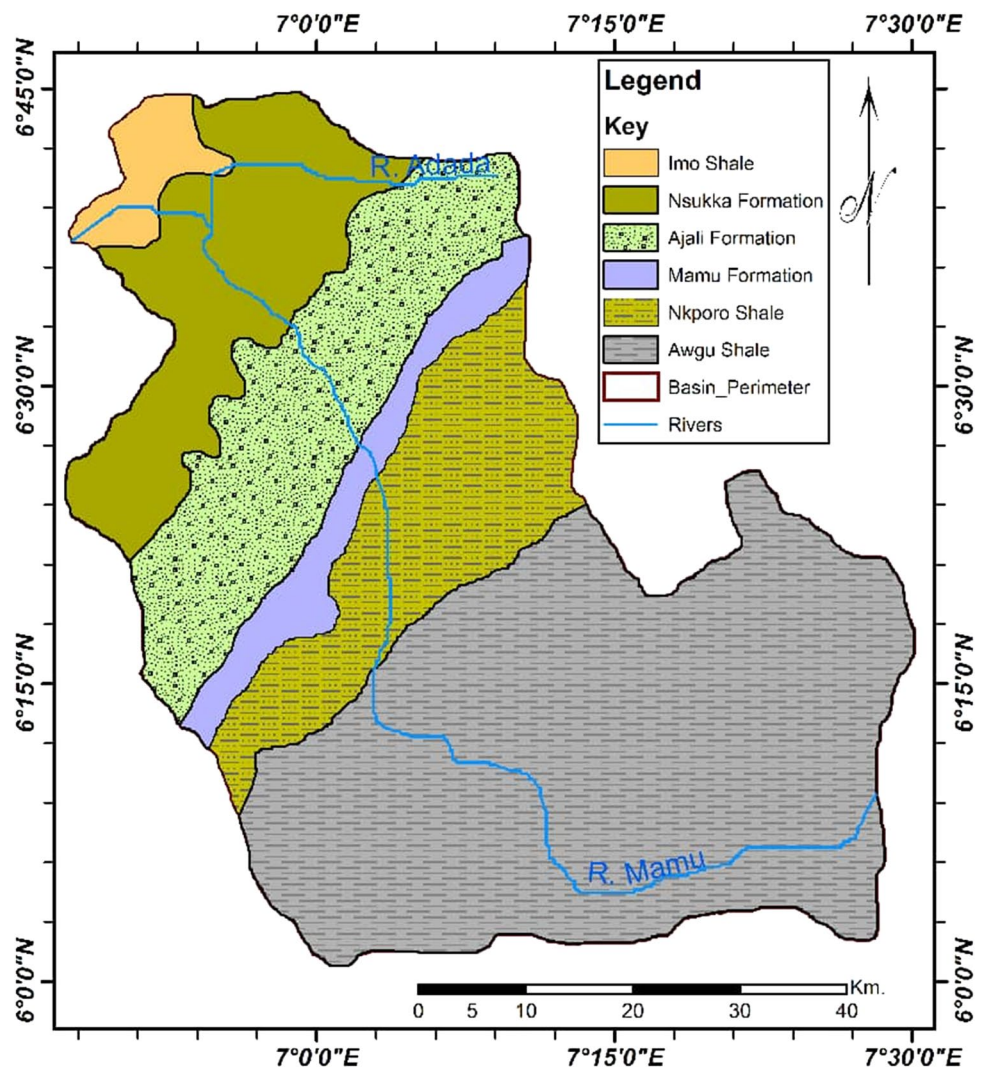 7°0'0"E 7°15'0"E 7°30'0"E
6°45'0"N
Legend
Key
Imo Shale
Nsukka Formation
Ajali Formation
Mamu Formation
Nkporo Shale
Awgu Shale
Basin_Perimeter
Rivers
N
6°45'0"N
R. Adada
6°30'0"N 6°30'0"N
6°15'0"N 6°15'0"N
R. Mamu
6°0'0"N 6°0'0"N
Km.
0 5 10 20 30 40
7°0'0"E 7°15'0"E 7°30'0"E